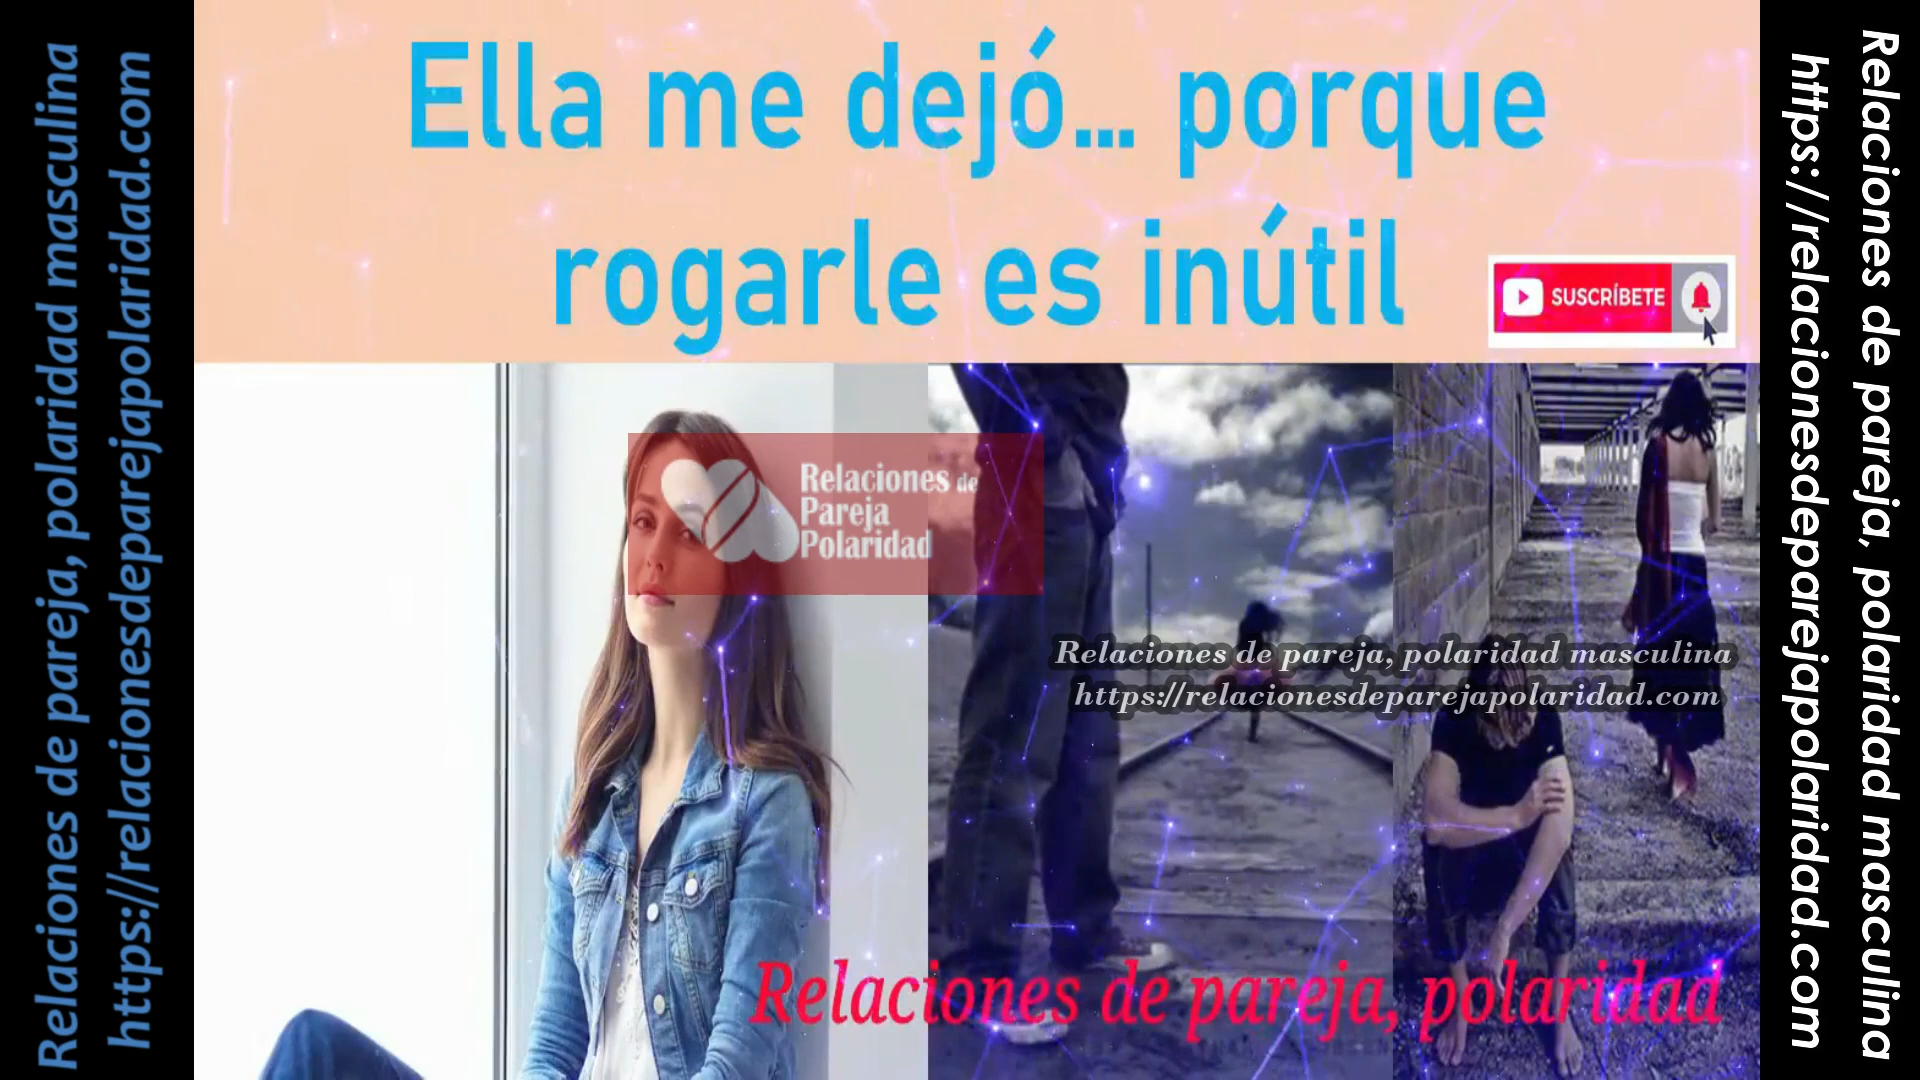 Relaciones de pareja, polaridad masculina
https://relacionesdeparejapolaridad.com
Ella me dejó... porque
rogarle es inútil
SUSCRÍBETE
Relaciones de
Pareja
Polaridad
Relaciones de pareja, polaridad masculina
https://relacionesdeparejapolaridad.com
Relaciones de pareja, polaridad
Relaciones de pareja, polaridad masculina
https://relacionesdeparejapolaridad.com